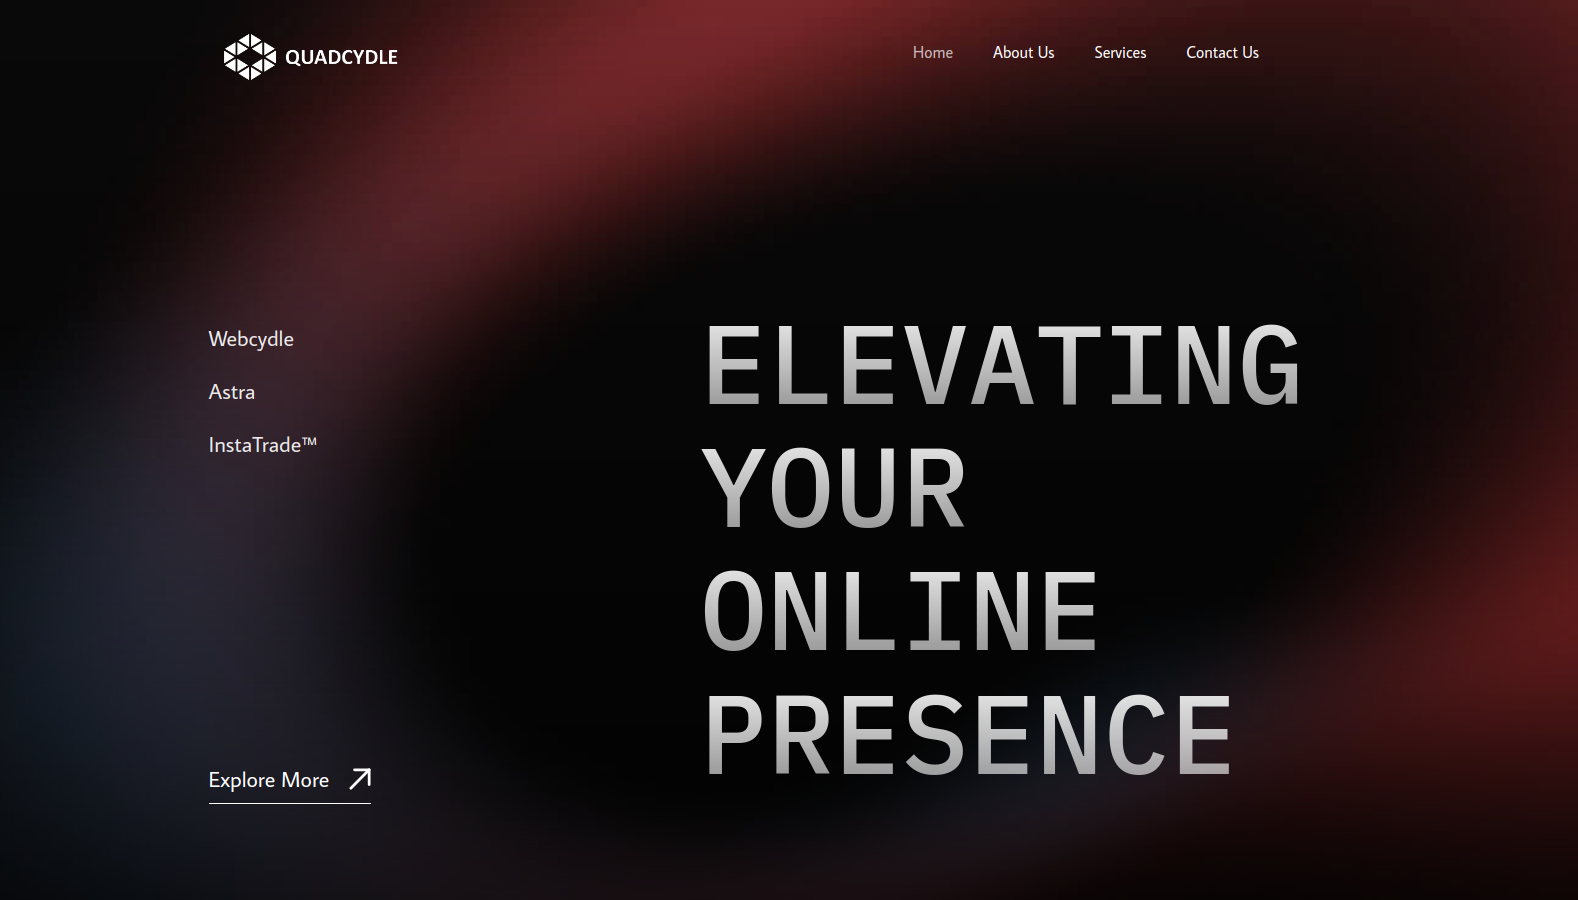 QUADCYDLE
Home About Us Services Contact Us
Webcydle
Astra
InstaTrade™
Explore More
ELEVATING
YOUR
ONLINE
PRESENCE